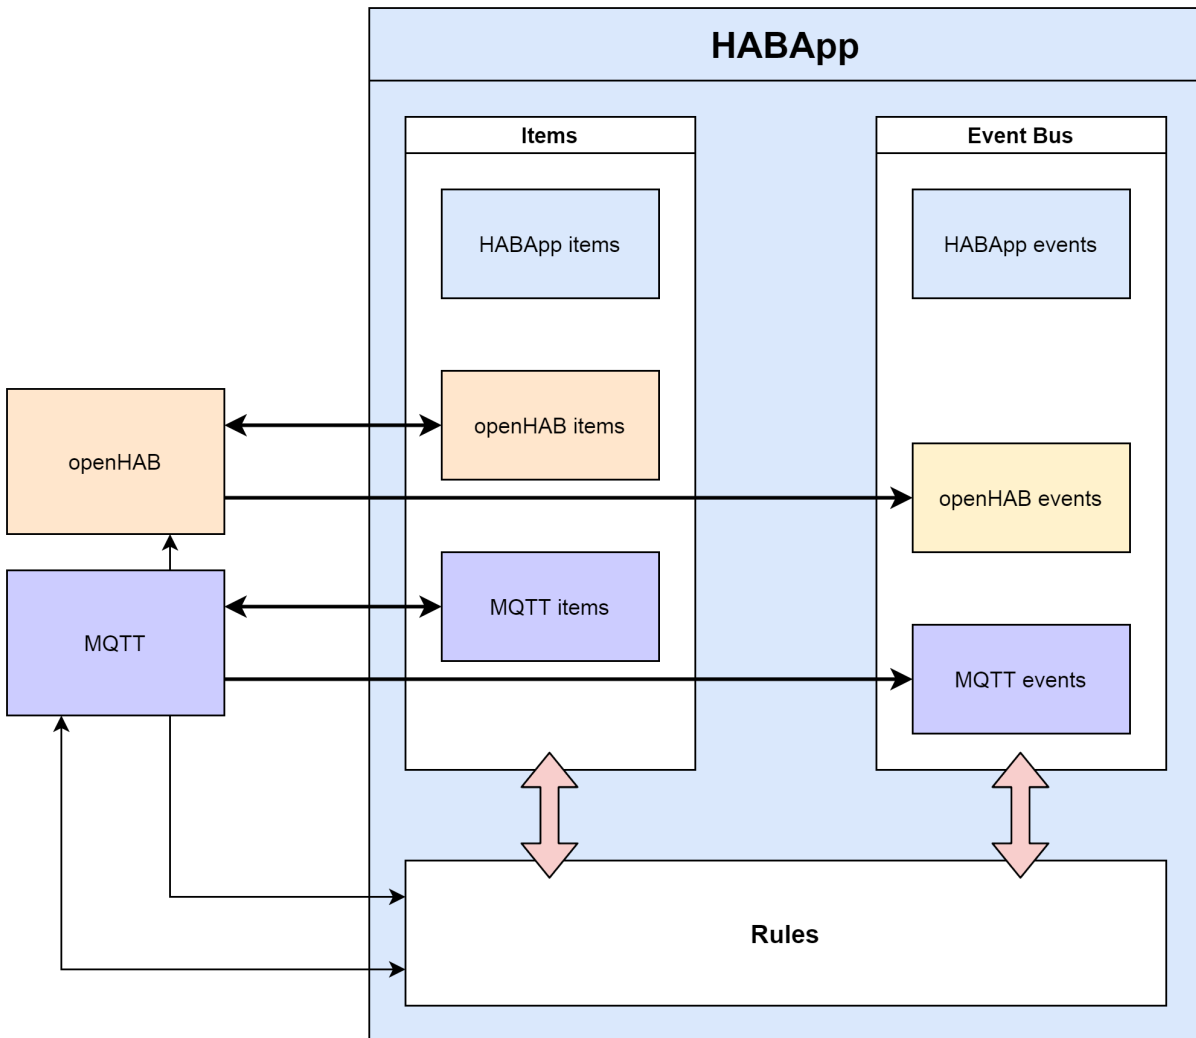 HABApp
Items
Event Bus
HABApp items
HABApp events
openHAB items
openHAB
openHAB events
MQTT items
MQTT
MQTT events
Rules